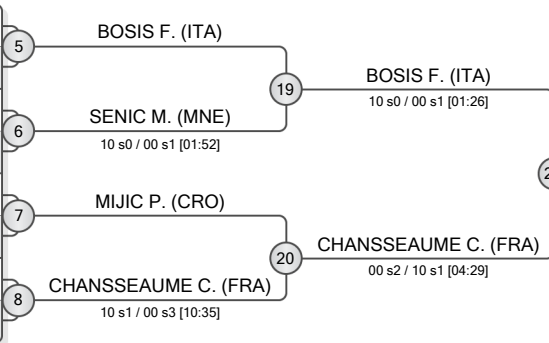 BOSIS F. (ITA)
5
19
BOSIS F. (ITA)
10 s0 / 00 s1 [01:26]
SENIC M. (MNE)
6
10 s0 / 00 s1 [01:52]
MIJIC P. (CRO)
7
20
CHANSSEAUME C. (FRA)
00 s2 / 10 s1 [04:29]
CHANSSEAUME C. (FRA)
8
10 s1 / 00 s3 [10:35]